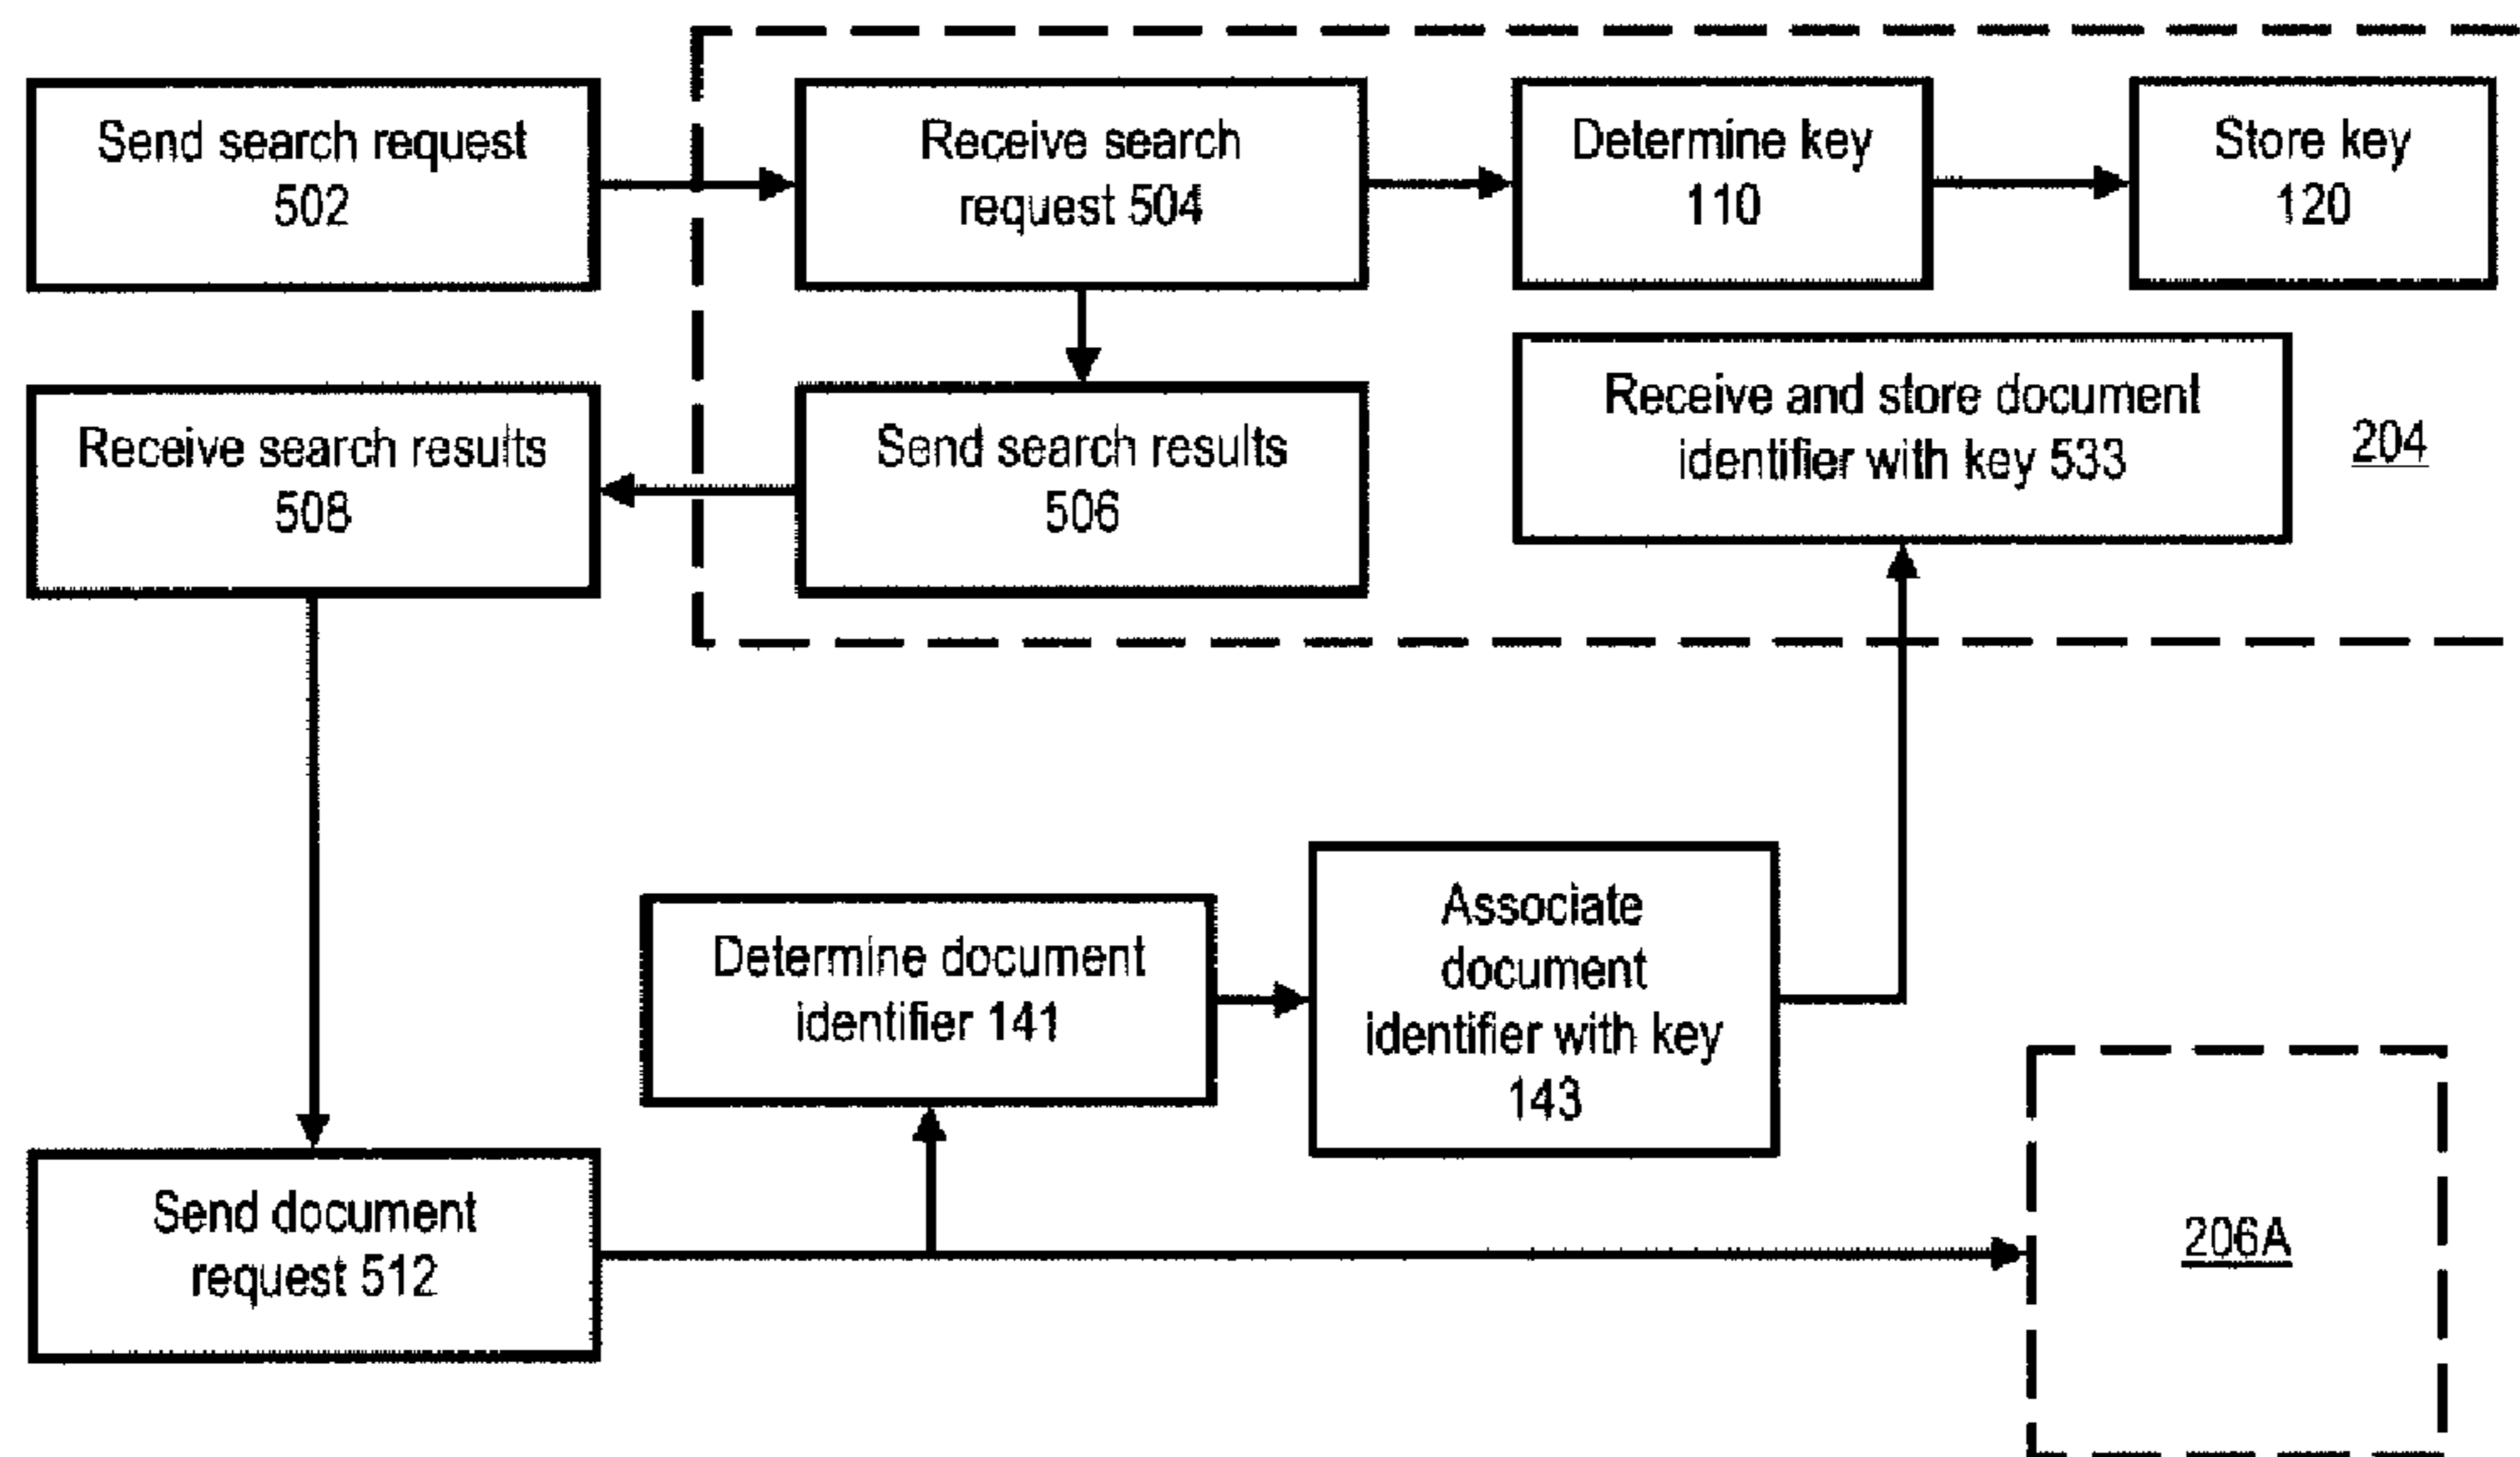 Send search request
502
Receive search
request 504
Determine key
110
Store key
120
Receive search results
508
Send search results
506
Receive and store document
identifier with key 533
204
Determine document
identifier 141
Associate
document
identifier with key
143
Send document
request 512
206A